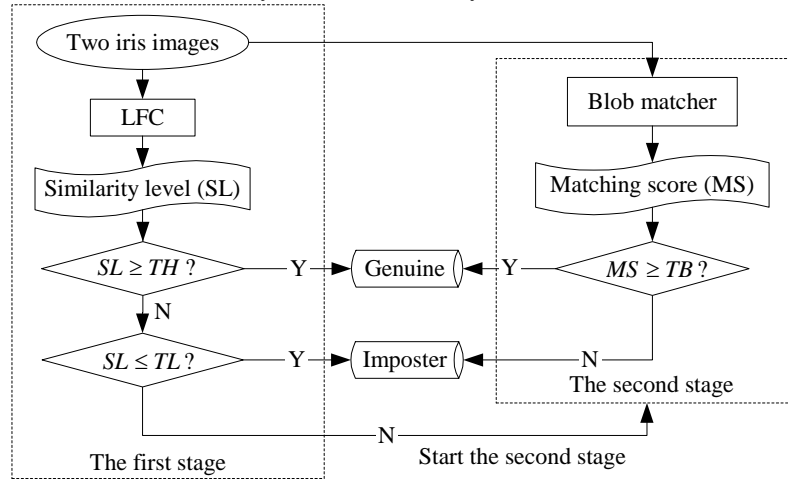 Two iris images
LFC
Similarity level (SL)
SL ≥ TH ?
Y
N
SL ≤ TL ?
Y
N
The first stage
Genuine
Imposter
Blob matcher
Matching score (MS)
MS ≥ TB ?
Y
N
The second stage
Start the second stage